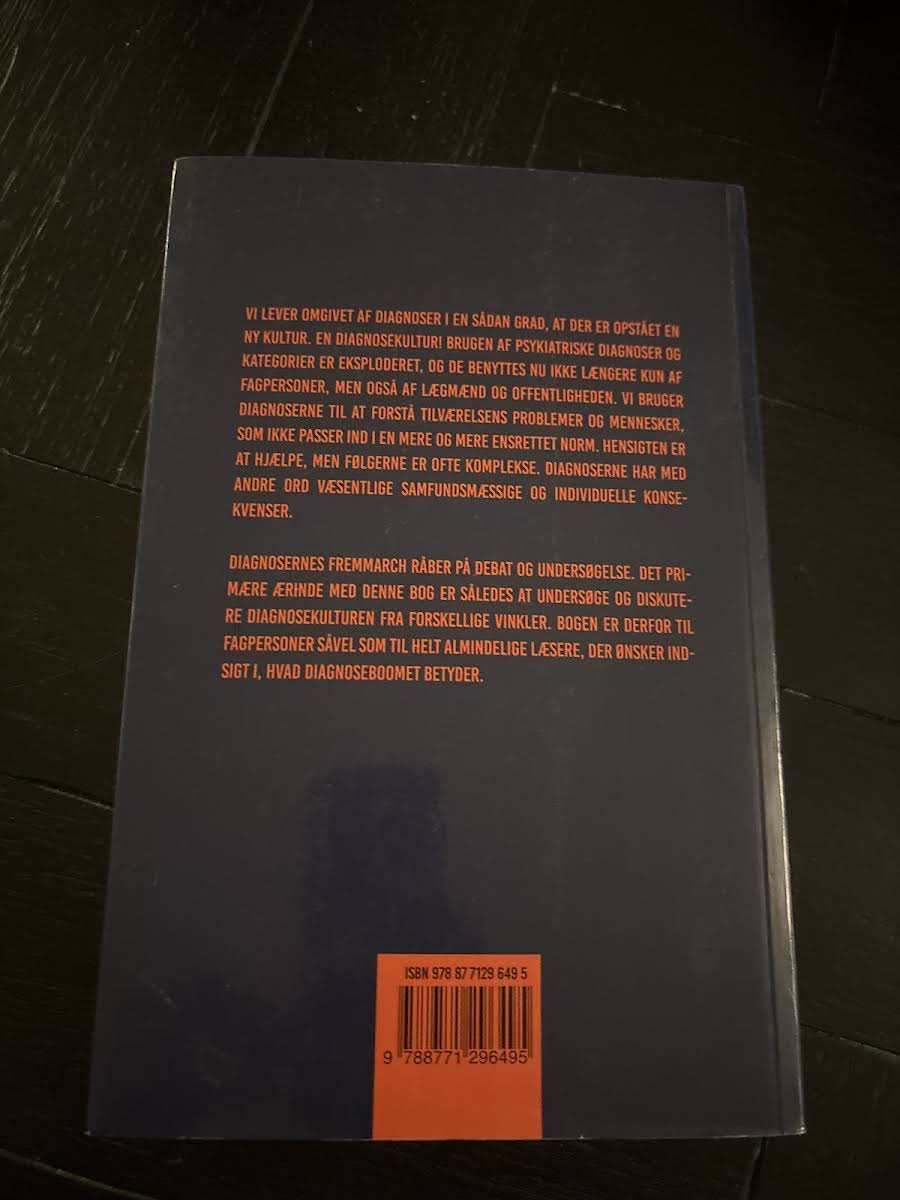 VI LEVER OMGIVET AF DIAGNOSER I EN SÅDAN GRAD, AT DER ER OPSTÅET EN
NY KULTUR. EN DIAGNOSEKULTUR! BRUGEN AF PSYKIATRISKE DIAGNOSER OG
KATEGORIER ER EKSPLODERET, OG DE BENYTTES NU IKKE LÆNGERE KUN AF
FAGPERSONER, MEN OGSÅ AF LÆGMÆND OG OFFENTLIGHEDEN. VI BRUGER
DIAGNOSERNE TIL AT FORSTÅ TILVÆRELSENS PROBLEMER OG MENNESKER,
SOM IKKE PASSER IND I EN MERE OG MERE ENSRETTET NORM. HENSIGTEN ER
AT HJÆLPE, MEN FØLGERNE ER OFTE KOMPLEKSE. DIAGNOSERNE HAR MED
ANDRE ORD VÆSENTLIGE SAMFUNDSMÆSSIGE OG INDIVIDUELLE KONSE-
KVENSER.
DIAGNOSERNES FREMMARCH RÅBER PÅ DEBAT OG UNDERSØGELSE. DET PRI-
MÆRE ÆRINDE MED DENNE BOG ER SÅLEDES AT UNDERSØGE OG DISKUTE-
RE DIAGNOSEKULTUREN FRA FORSKELLIGE VINKLER. BOGEN ER DERFOR TIL
FAGPERSONER SÅVEL SOM TIL HELT ALMINDELIGE LÆSERE, DER ØNSKER IND-
SIGT I, HVAD DIAGNOSEBOOMET BETYDER.
ISBN 978 87 7129 649 5
9 788771 296495